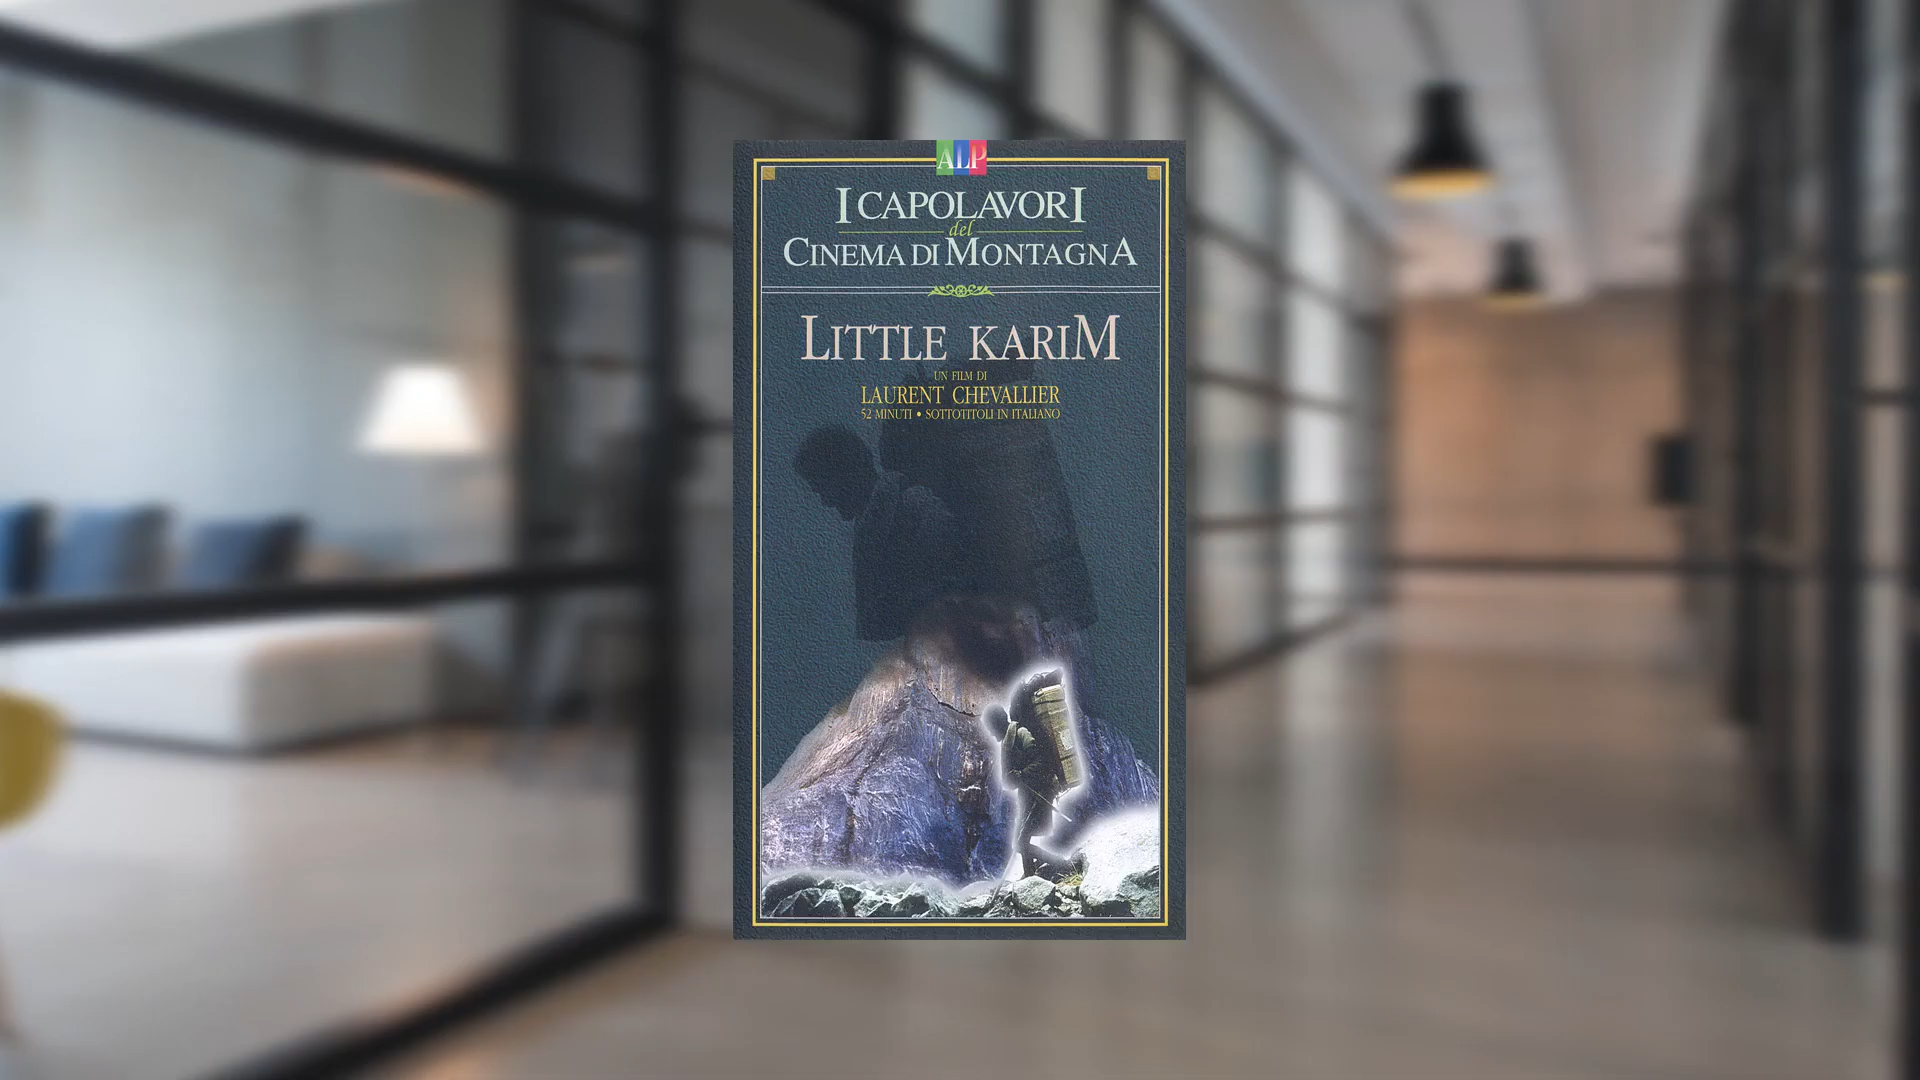 ALP
I CAPOLAVORI
del
CINEMA DI MONTAGNA
LITTLE KARIM
UN FILM DI
LAURENT CHEVALLIER
52 MINUTI • SOTTOTITOLI IN ITALIANO